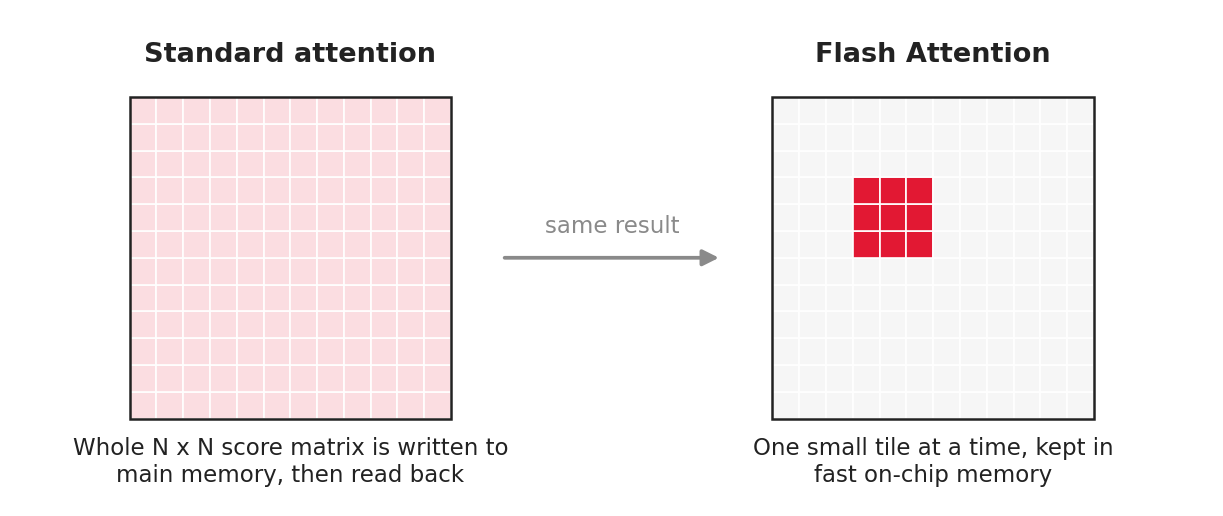 Standard attention
Flash Attention
same result
Whole N x N score matrix is written to
main memory, then read back
One small tile at a time, kept in
fast on-chip memory